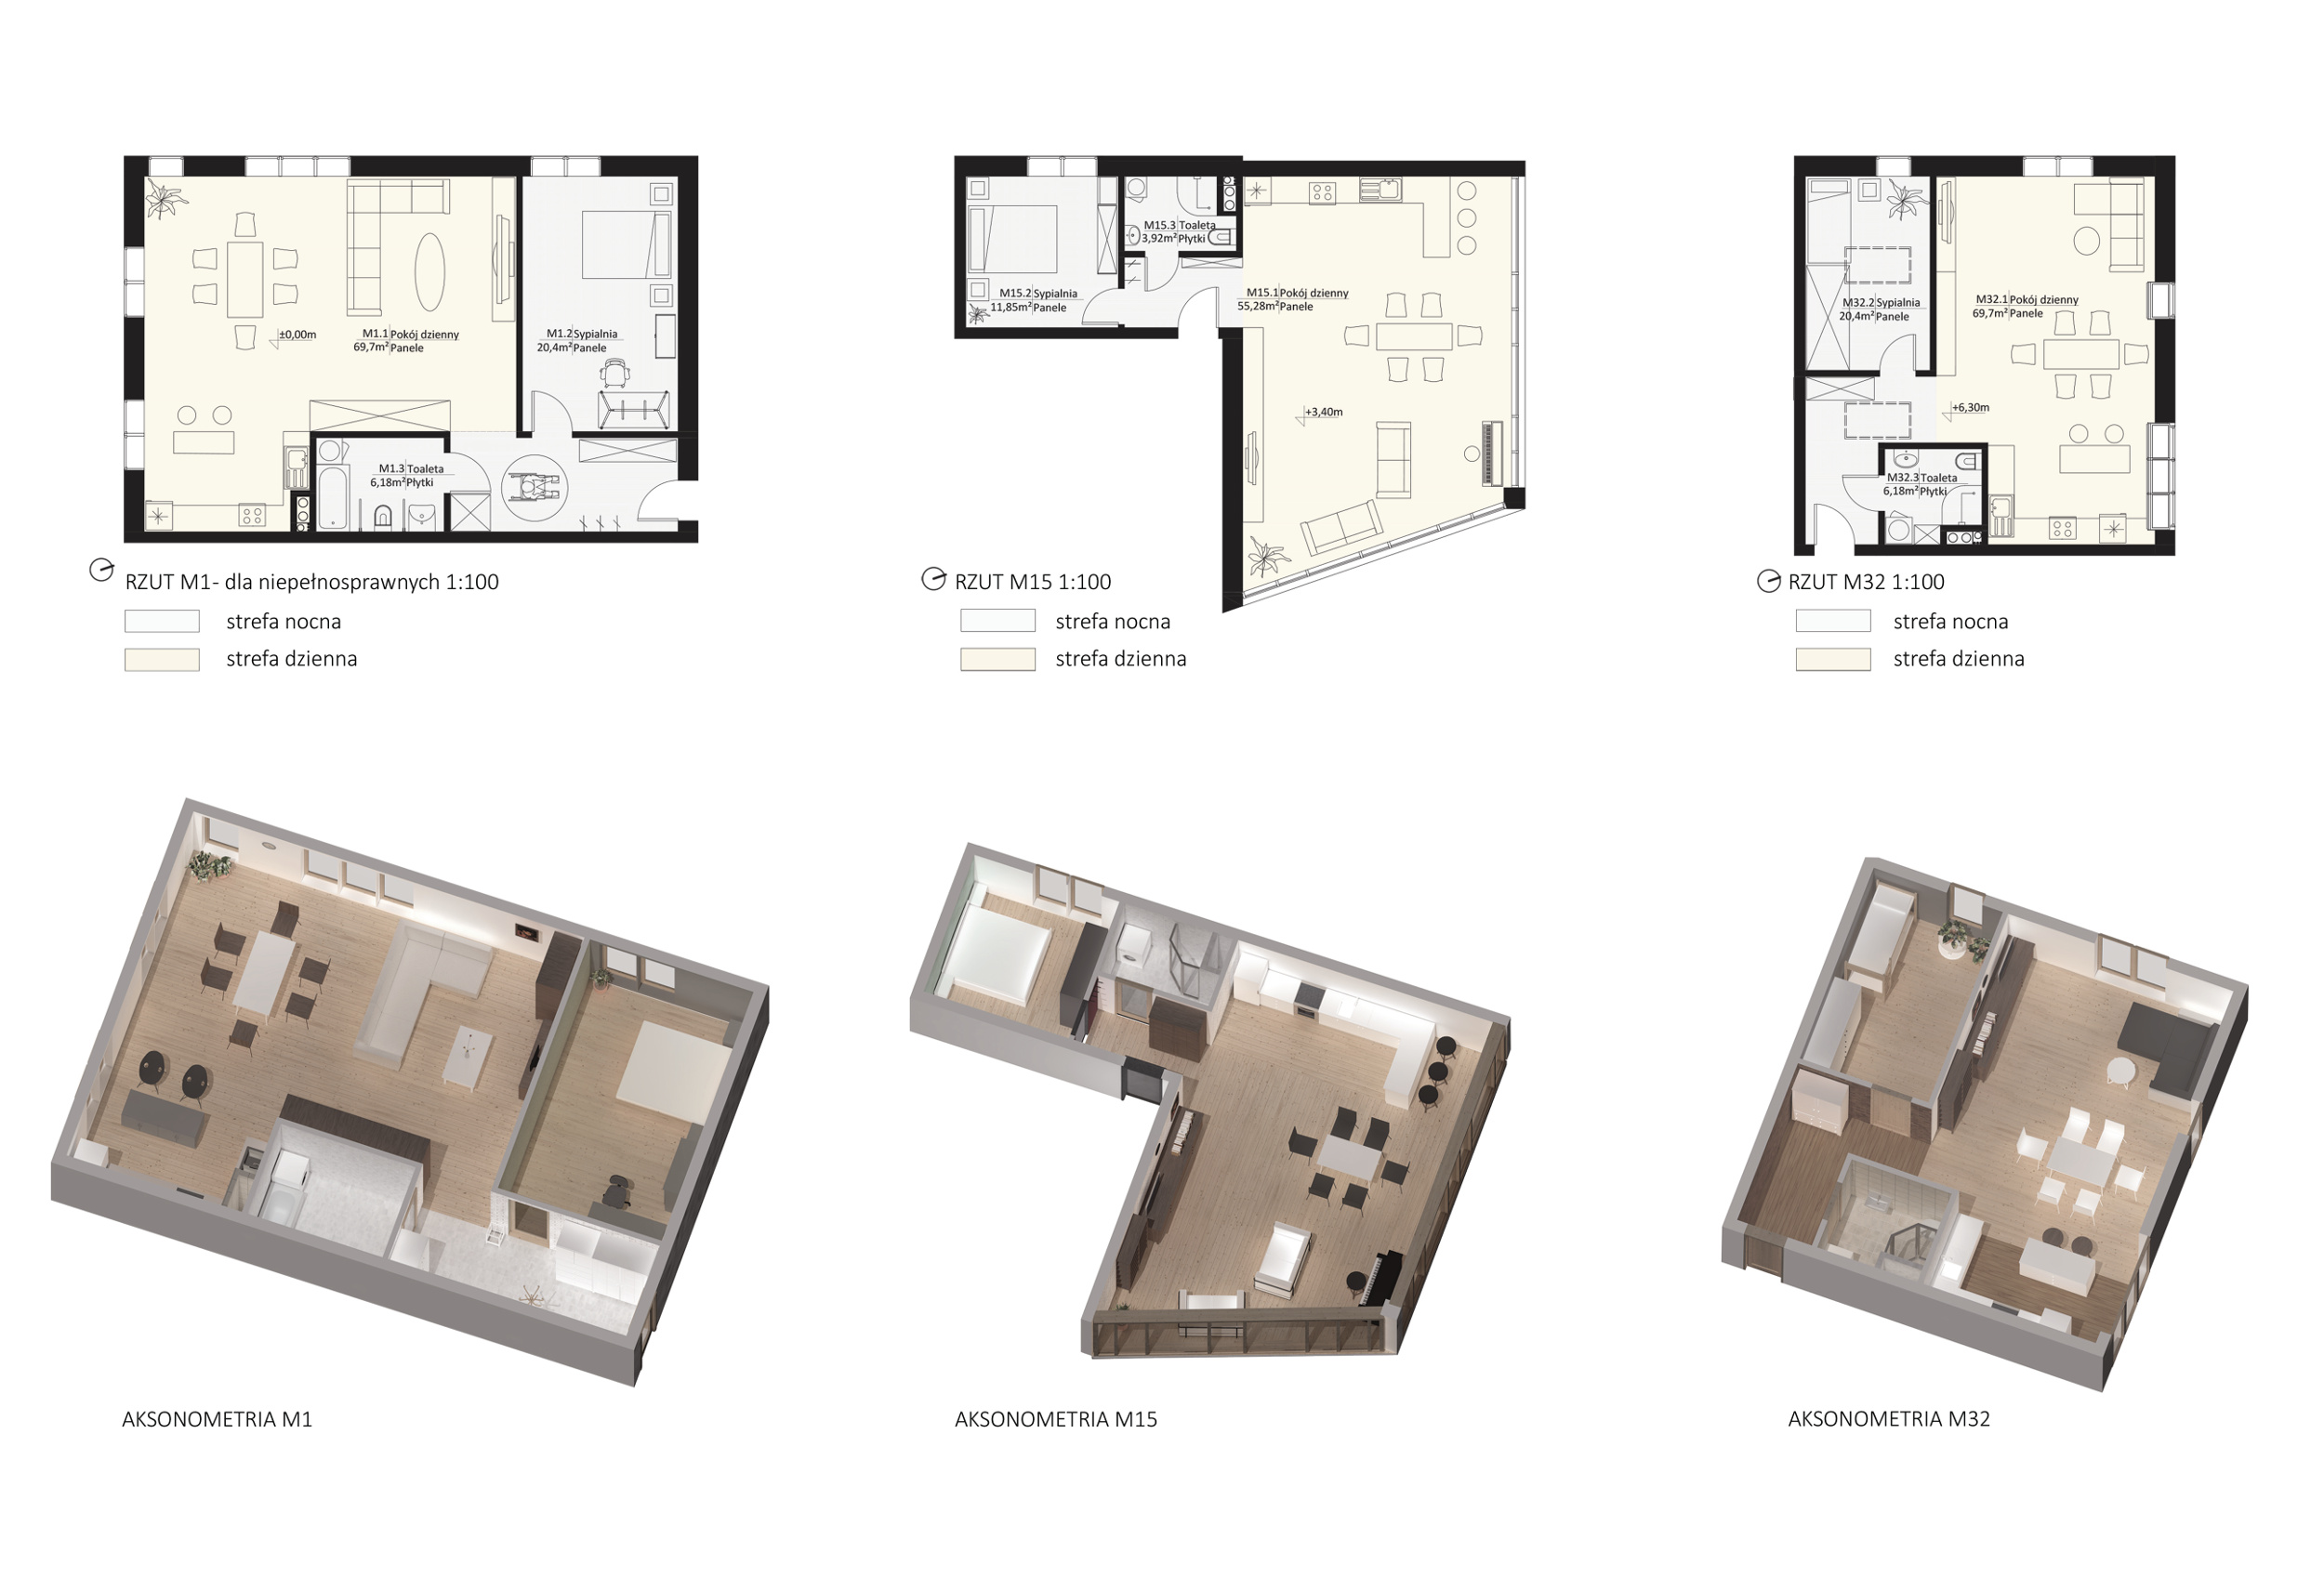 M1.1 Pokój dzienny
69,7m² Panele
±0,00m
M1.2 Sypialnia
20,4m² Panele
M1.3 Toaleta
6,18m² Płytki
RZUT M1- dla niepełnosprawnych 1:100
strefa nocna
strefa dzienna
M15.3 Toaleta
3,92m² Płytki
M15.2 Sypialnia
11,85m² Panele
M15.1 Pokój dzienny
55,28m² Panele
+3,40m
RZUT M15 1:100
strefa nocna
strefa dzienna
M32.2 Sypialnia
20,4m² Panele
M32.1 Pokój dzienny
69,7m² Panele
+6,30m
M32.3 Toaleta
6,18m² Płytki
RZUT M32 1:100
strefa nocna
strefa dzienna
AKSONOMETRIA M1
AKSONOMETRIA M15
AKSONOMETRIA M32